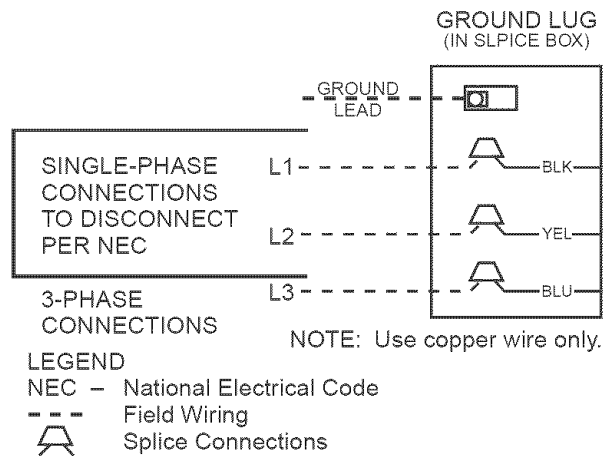 GROUND LUG
(IN SLPICE BOX)
GROUND
LEAD
SINGLE-PHASE
CONNECTIONS
TO DISCONNECT
PER NEC
L1
BLK
L2
YEL
L3
BLU
3-PHASE
CONNECTIONS
NOTE: Use copper wire only.
LEGEND
NEC – National Electrical Code
Field Wiring
Splice Connections